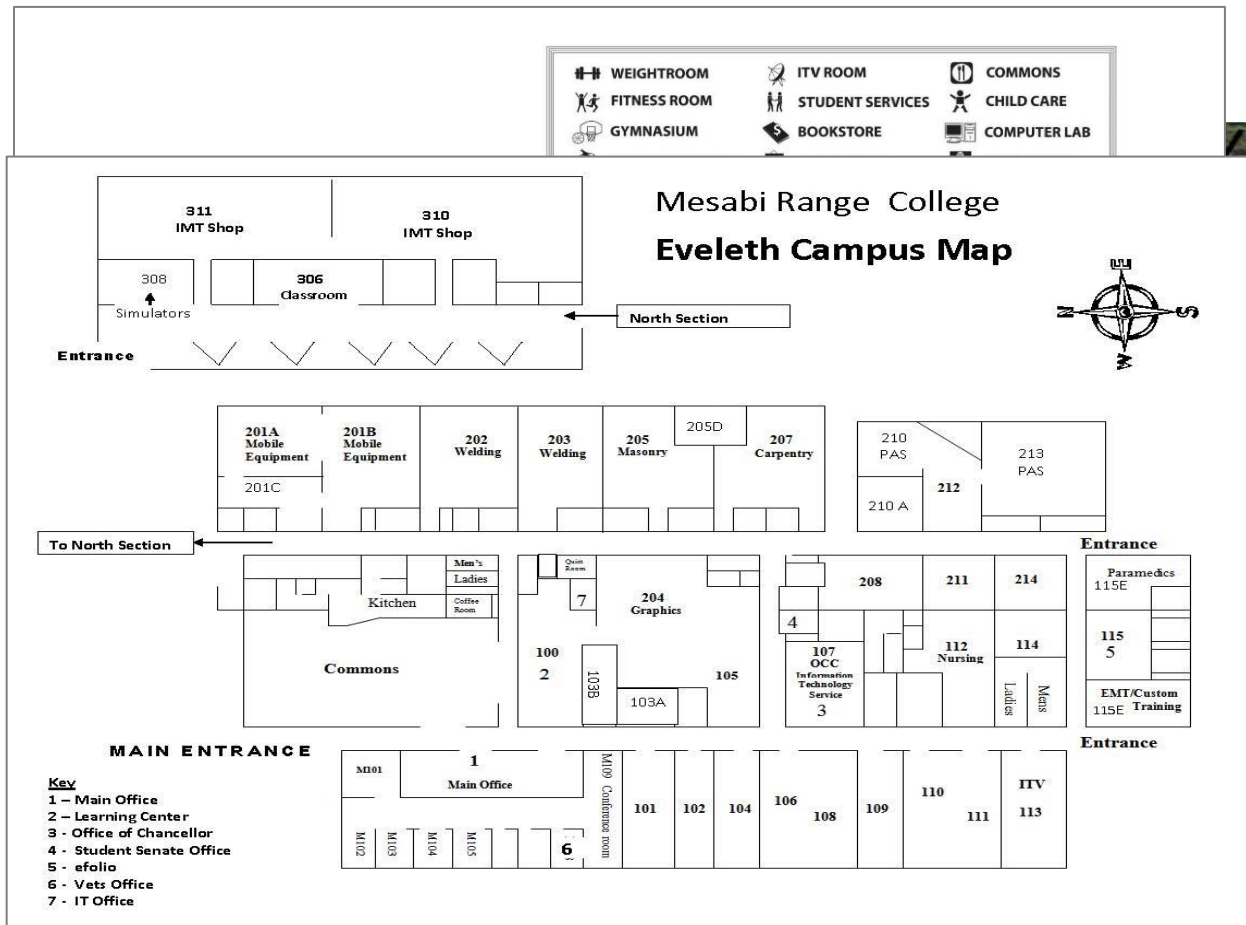 WEIGHTROOM
ITV ROOM
COMMONS
FITNESS ROOM
STUDENT SERVICES
CHILD CARE
GYMNASIUM
BOOKSTORE
COMPUTER LAB
Mesabi Range College
Eveleth Campus Map
311
IMT Shop
310
IMT Shop
308
Simulators
306
Classroom
North Section
Entrance
E
N
S
W
201A
Mobile
Equipment
201C
201B
Mobile
Equipment
202
Welding
203
Welding
205
Masonry
205D
207
Carpentry
210
PAS
210 A
212
213
PAS
To North Section
Entrance
Men's
Ladies
Kitchen
Coffee
Room
Commons
Quiet
Room
7
204
Graphics
100
2
103B
103A
105
208
211
214
4
107
OCC
Information
Technology
Service
3
112
Nursing
114
Ladies
Mens
Paramedics
115E
115
5
EMT/Custom
Training
115E
Entrance
MAIN ENTRANCE
M101
1
Main Office
M102
M103
M104
M105
6
M109 Conference room
101
102
104
106
108
109
110
111
ITV
113
Key
1 – Main Office
2 – Learning Center
3 - Office of Chancellor
4 - Student Senate Office
5 - efolio
6 - Vets Office
7 - IT Office